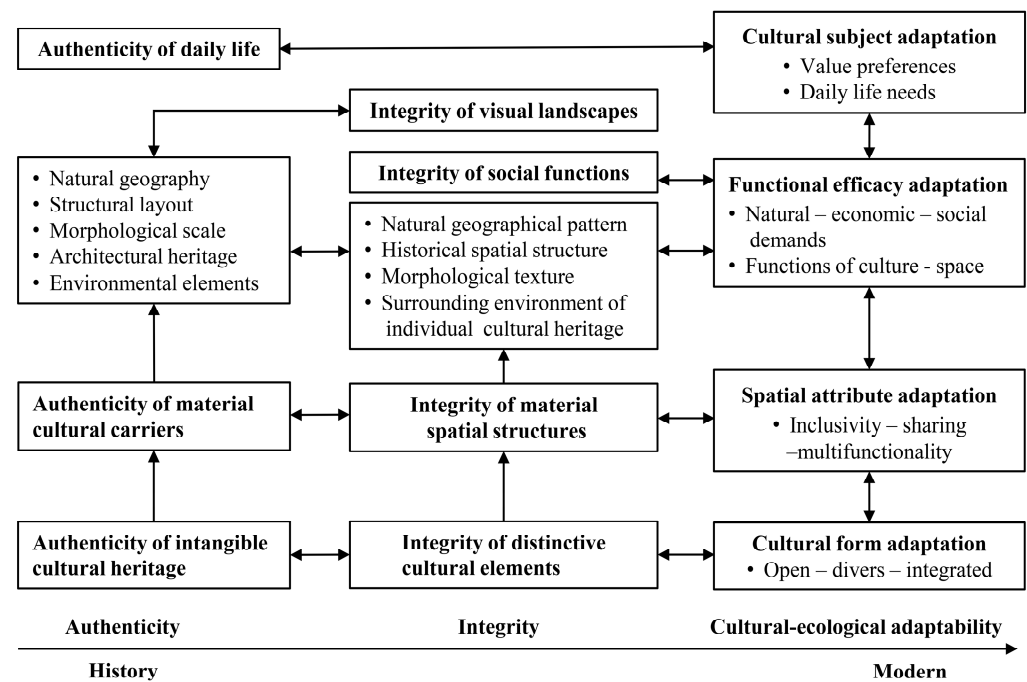 Authenticity of daily life
Cultural subject adaptation
• Value preferences
• Daily life needs
Integrity of visual landscapes
• Natural geography
• Structural layout
• Morphological scale
• Architectural heritage
• Environmental elements
Integrity of social functions
• Natural geographical pattern
• Historical spatial structure
• Morphological texture
• Surrounding environment of
individual cultural heritage
Functional efficacy adaptation
• Natural – economic – social
demands
• Functions of culture - space
Authenticity of material
cultural carriers
Integrity of material
spatial structures
Spatial attribute adaptation
• Inclusivity – sharing
–multifunctionality
Authenticity of intangible
cultural heritage
Integrity of distinctive
cultural elements
Cultural form adaptation
• Open – divers – integrated
Authenticity
Integrity
Cultural-ecological adaptability
History
Modern